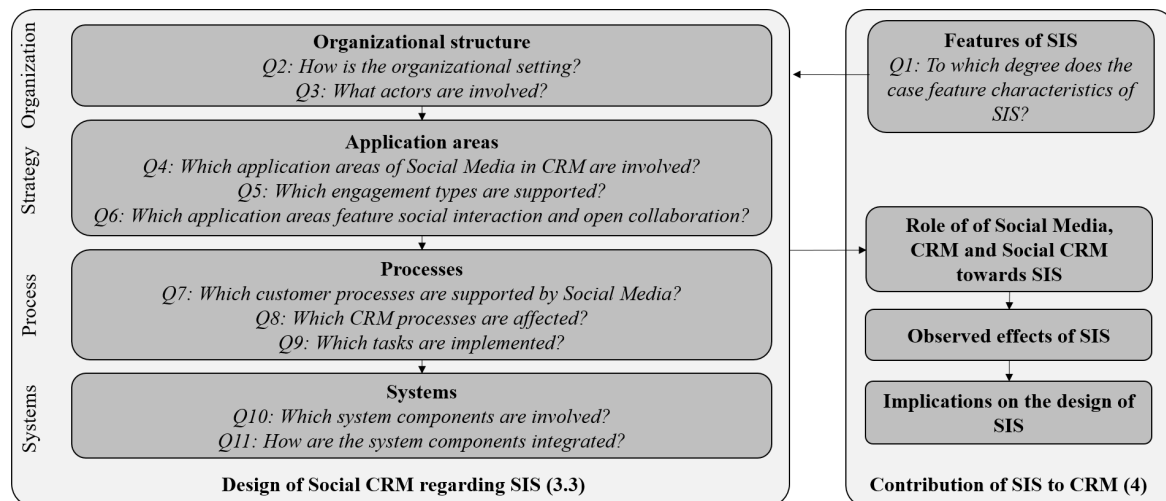 Organization
Organizational structure
Q2: How is the organizational setting?
Q3: What actors are involved?
Strategy
Application areas
Q4: Which application areas of Social Media in CRM are involved?
Q5: Which engagement types are supported?
Q6: Which application areas feature social interaction and open collaboration?
Process
Processes
Q7: Which customer processes are supported by Social Media?
Q8: Which CRM processes are affected?
Q9: Which tasks are implemented?
Systems
Systems
Q10: Which system components are involved?
Q11: How are the system components integrated?
Design of Social CRM regarding SIS (3.3)
Features of SIS
Q1: To which degree does the
case feature characteristics of
SIS?
Role of of Social Media,
CRM and Social CRM
towards SIS
Observed effects of SIS
Implications on the design of
SIS
Contribution of SIS to CRM (4)